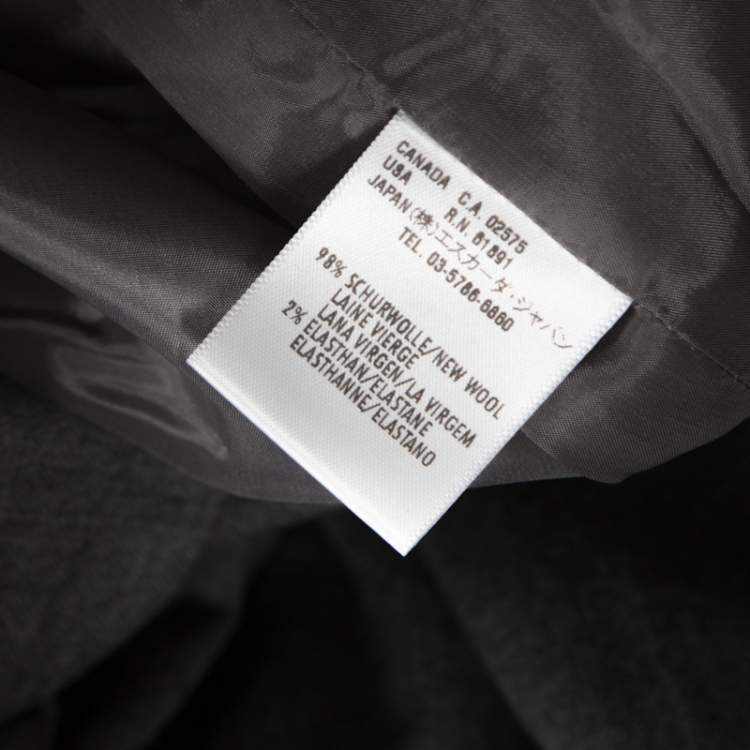 CANADA C.A. 02575
USA R.N. 81891
JAPAN (株)エスカーダ・ジャパン
TEL. 03-5786-6860
98% SCHURWOLLE/NEW WOOL
LAINE VIERGE
LANA VIRGEN/LA VIRGEM
2% ELASTHAN/ELASTANE
ELASTHANNE/ELASTANO